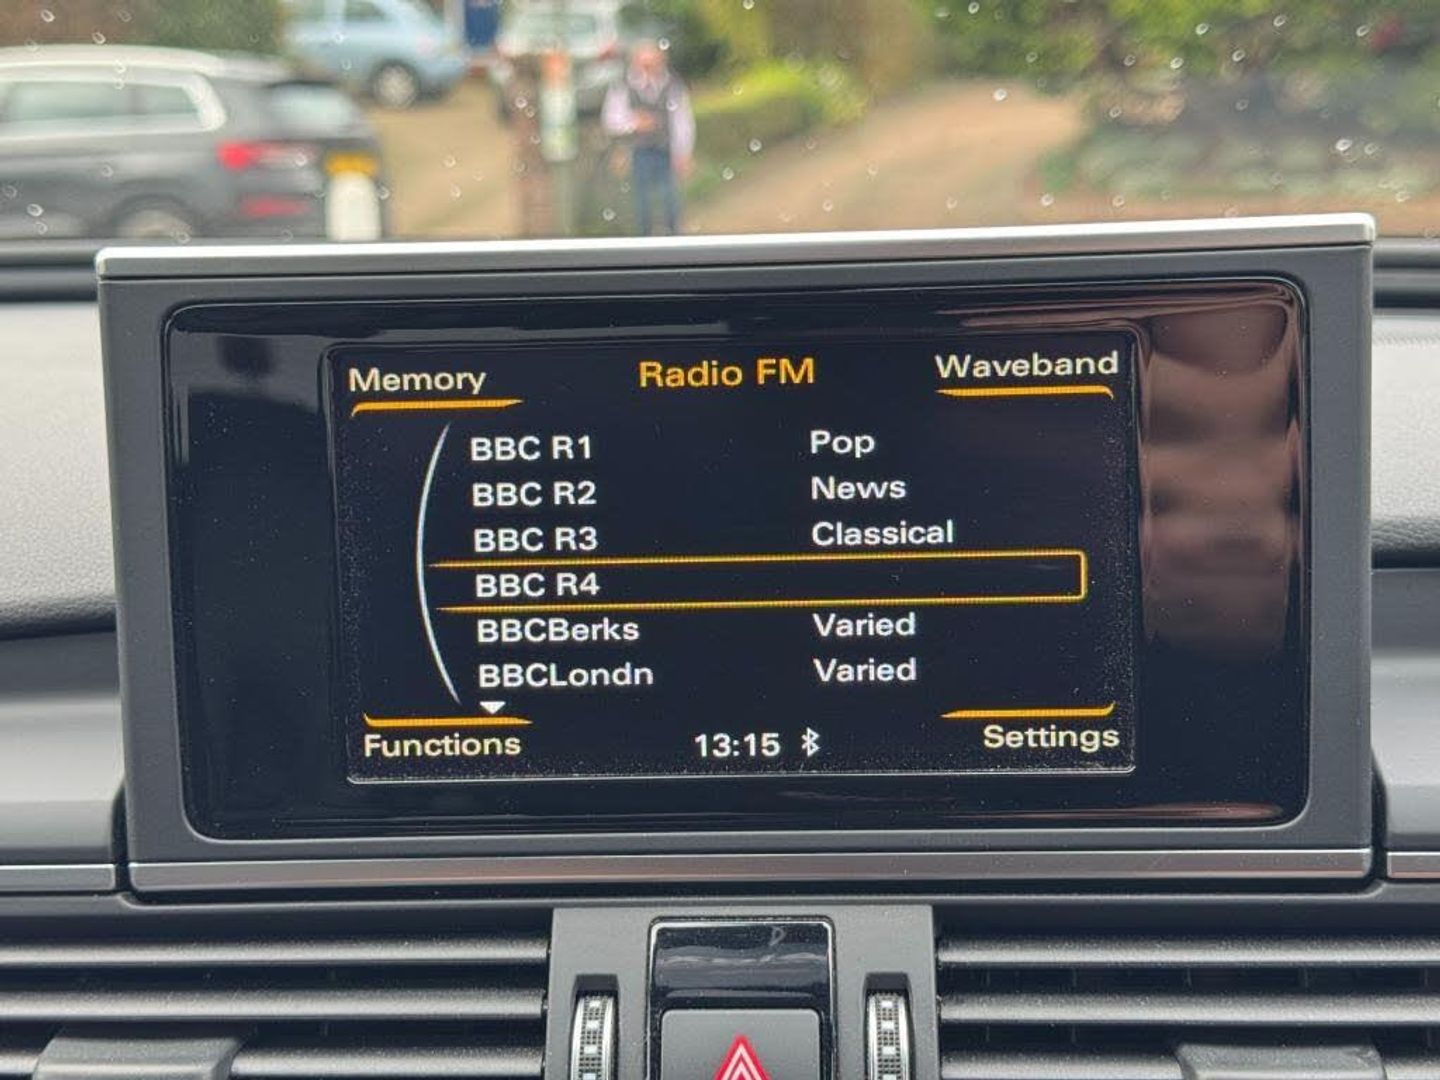 Memory Radio FM Waveband
BBC R1 Pop
BBC R2 News
BBC R3 Classical
BBC R4
BBCBerks Varied
BBCLondn Varied
Functions 13:15 Settings